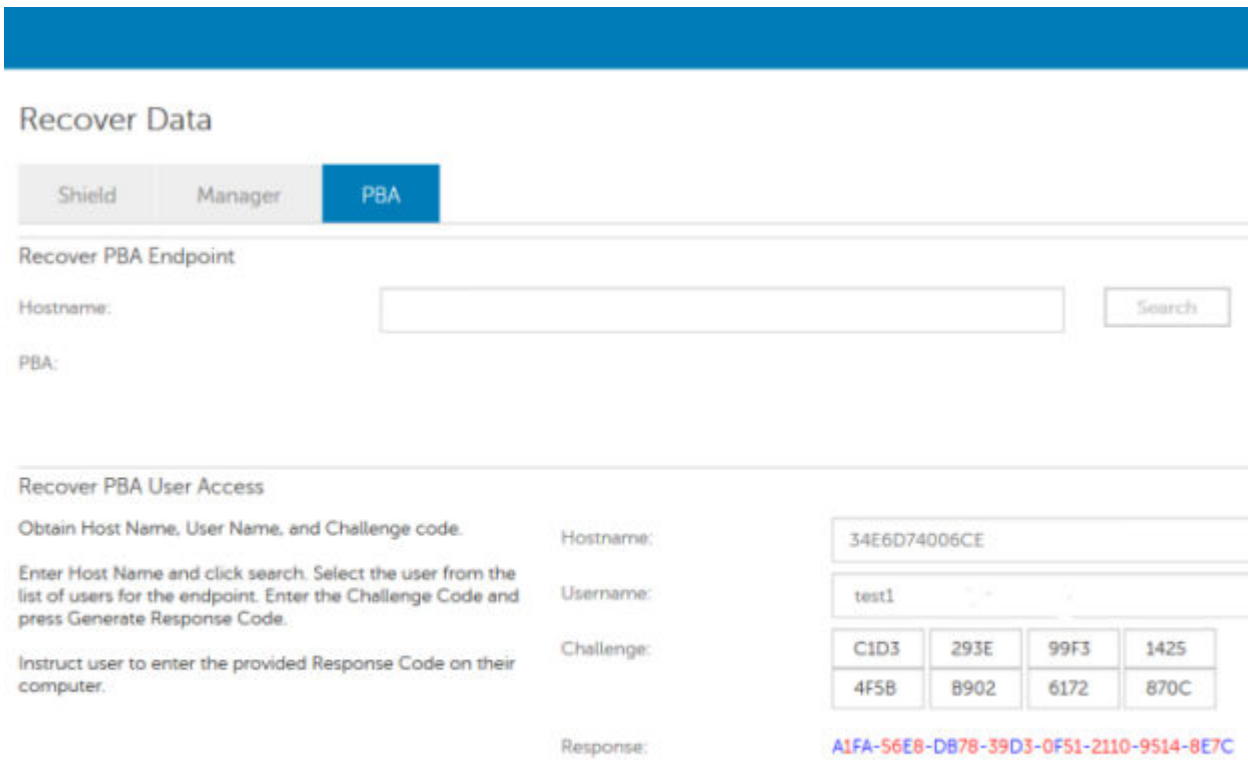 Recover Data
Shield Manager PBA
Recover PBA Endpoint
Hostname: Search
PBA:
Recover PBA User Access
Obtain Host Name, User Name, and Challenge code.
Enter Host Name and click search. Select the user from the
list of users for the endpoint. Enter the Challenge Code and
press Generate Response Code.
Instruct user to enter the provided Response Code on their
computer.
Hostname: 34E6D74006CE
Username: test1
Challenge: C1D3 293E 99F3 1425
4F5B B902 6172 870C
Response: A1FA-56E8-DB78-39D3-0F51-2110-9514-8E7C